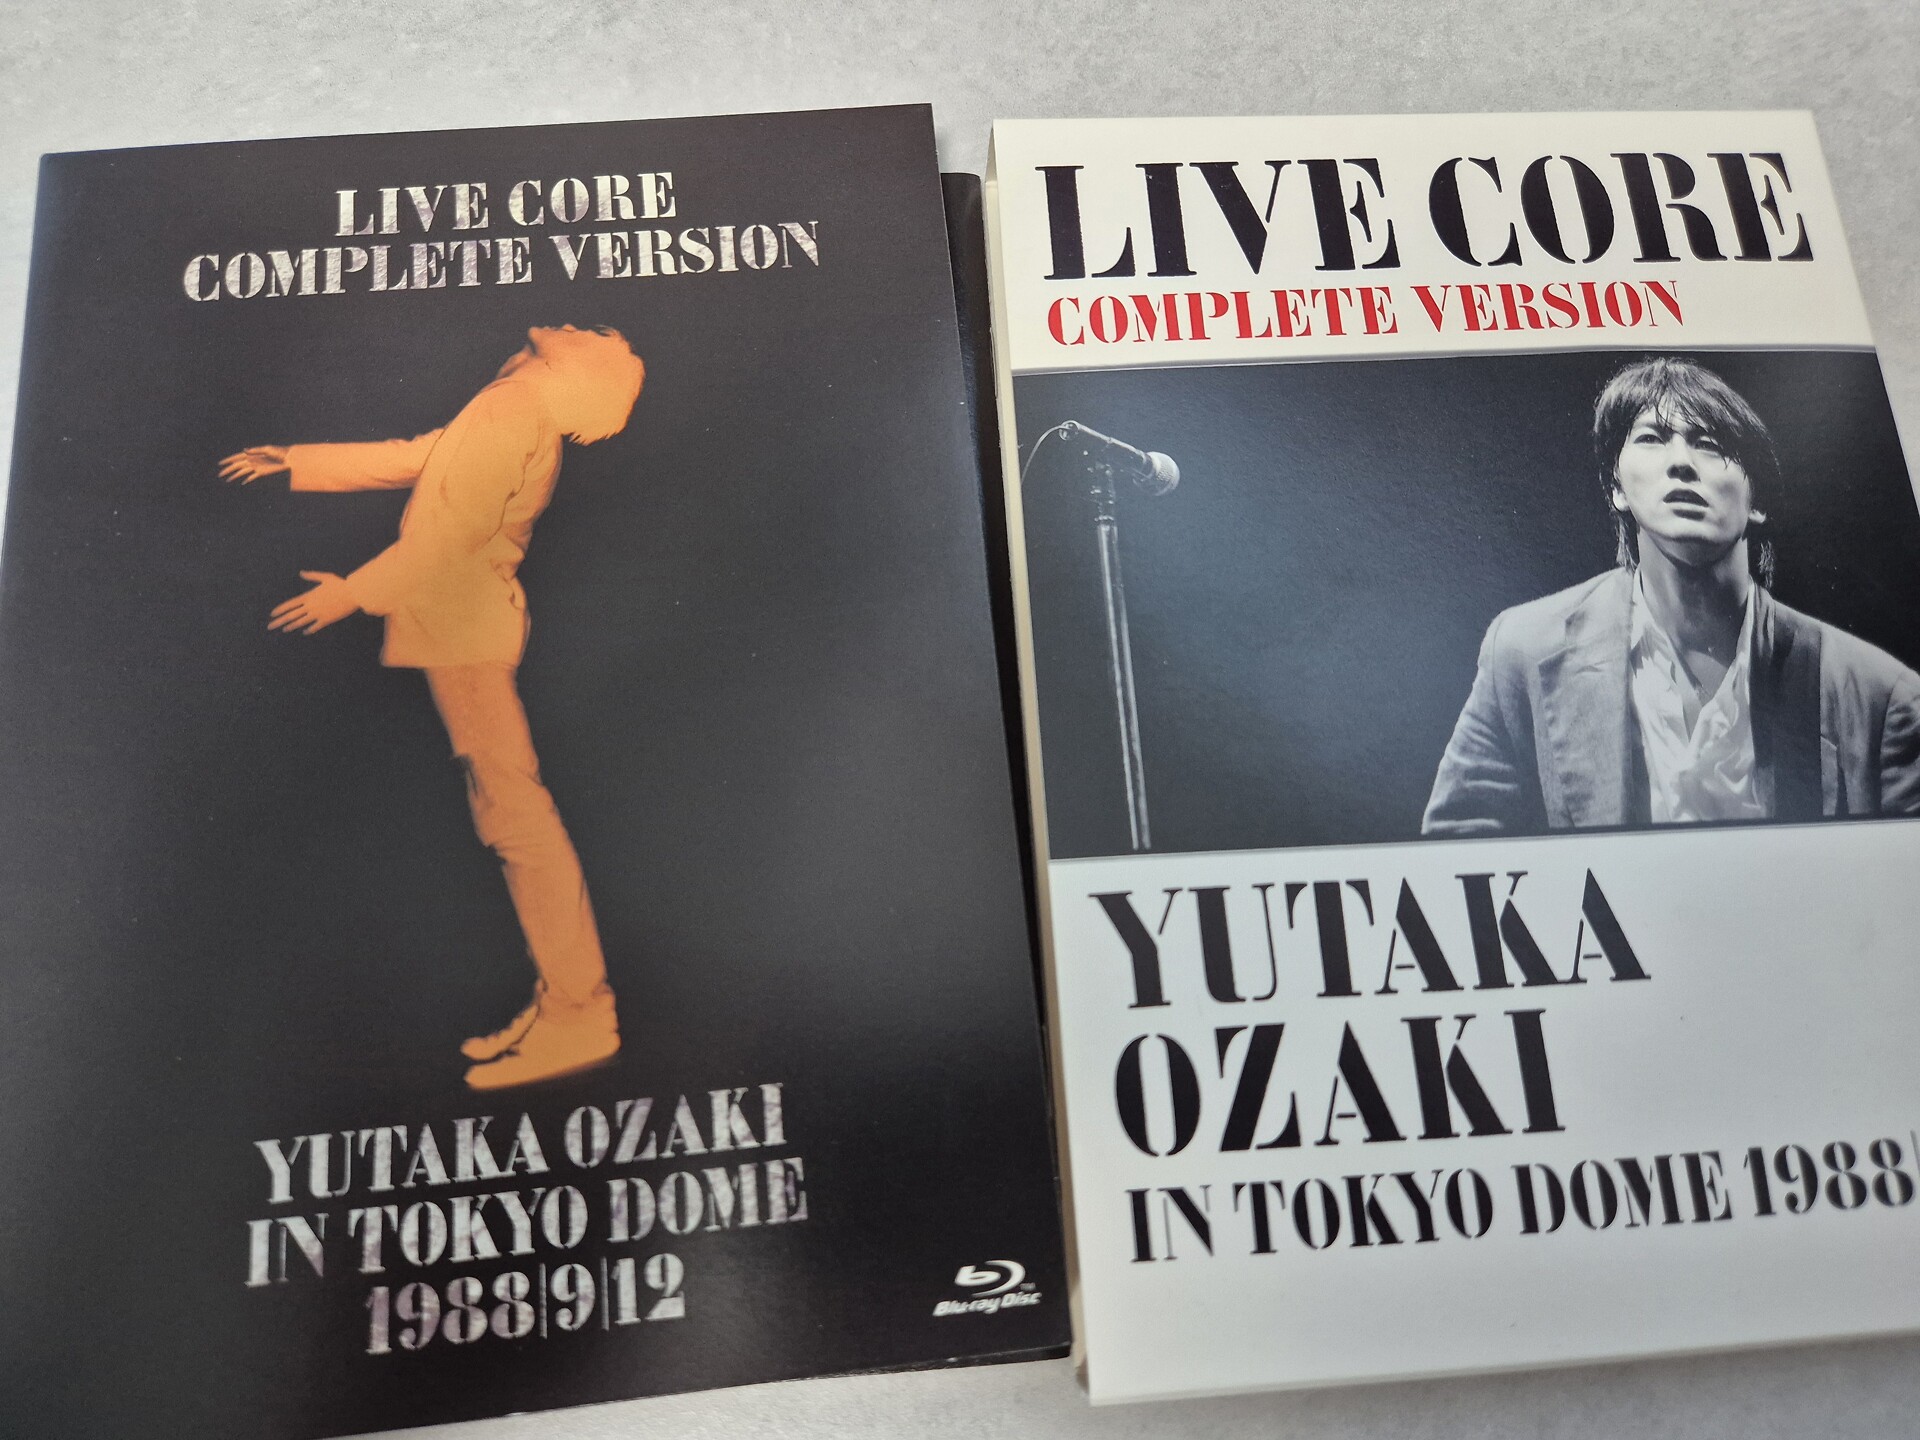 LIVE CORE
COMPLETE VERSION
YUTAKA OZAKI
IN TOKYO DOME
1988|9|12
Blu-ray Disc
LIVE CORE
COMPLETE VERSION
YUTAKA
OZAKI
IN TOKYO DOME 1988|